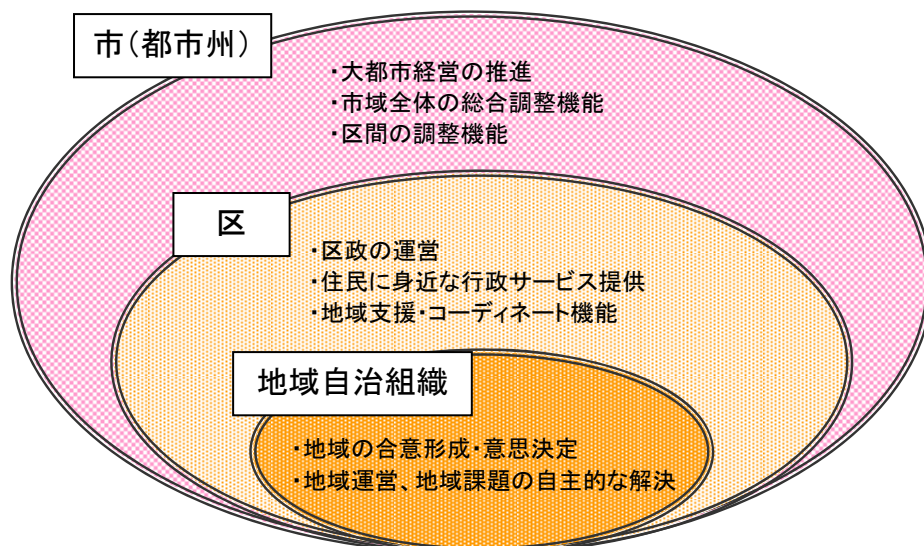 市(都市州)
・大都市経営の推進
・市域全体の総合調整機能
・区間の調整機能
区
・区政の運営
・住民に身近な行政サービス提供
・地域支援・コーディネート機能
地域自治組織
・地域の合意形成・意思決定
・地域運営、地域課題の自主的な解決